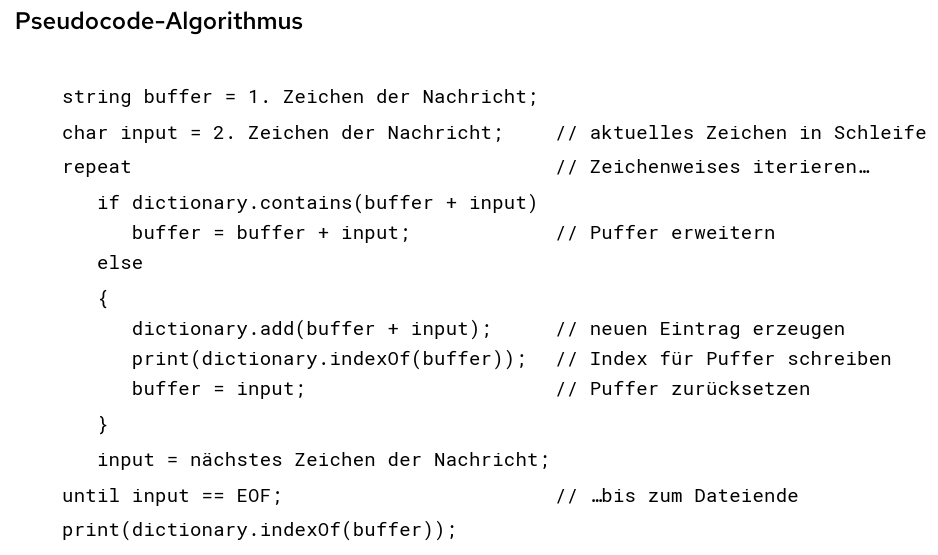 Pseudocode-Algorithmus
string buffer = 1. Zeichen der Nachricht;
char input = 2. Zeichen der Nachricht; // aktuelles Zeichen in Schleife
repeat // Zeichenweises iterieren…
if dictionary.contains(buffer + input)
buffer = buffer + input; // Puffer erweitern
else
{
dictionary.add(buffer + input); // neuen Eintrag erzeugen
print(dictionary.indexOf(buffer)); // Index für Puffer schreiben
buffer = input; // Puffer zurücksetzen
}
input = nächstes Zeichen der Nachricht;
until input == EOF; // …bis zum Dateiende
print(dictionary.indexOf(buffer));